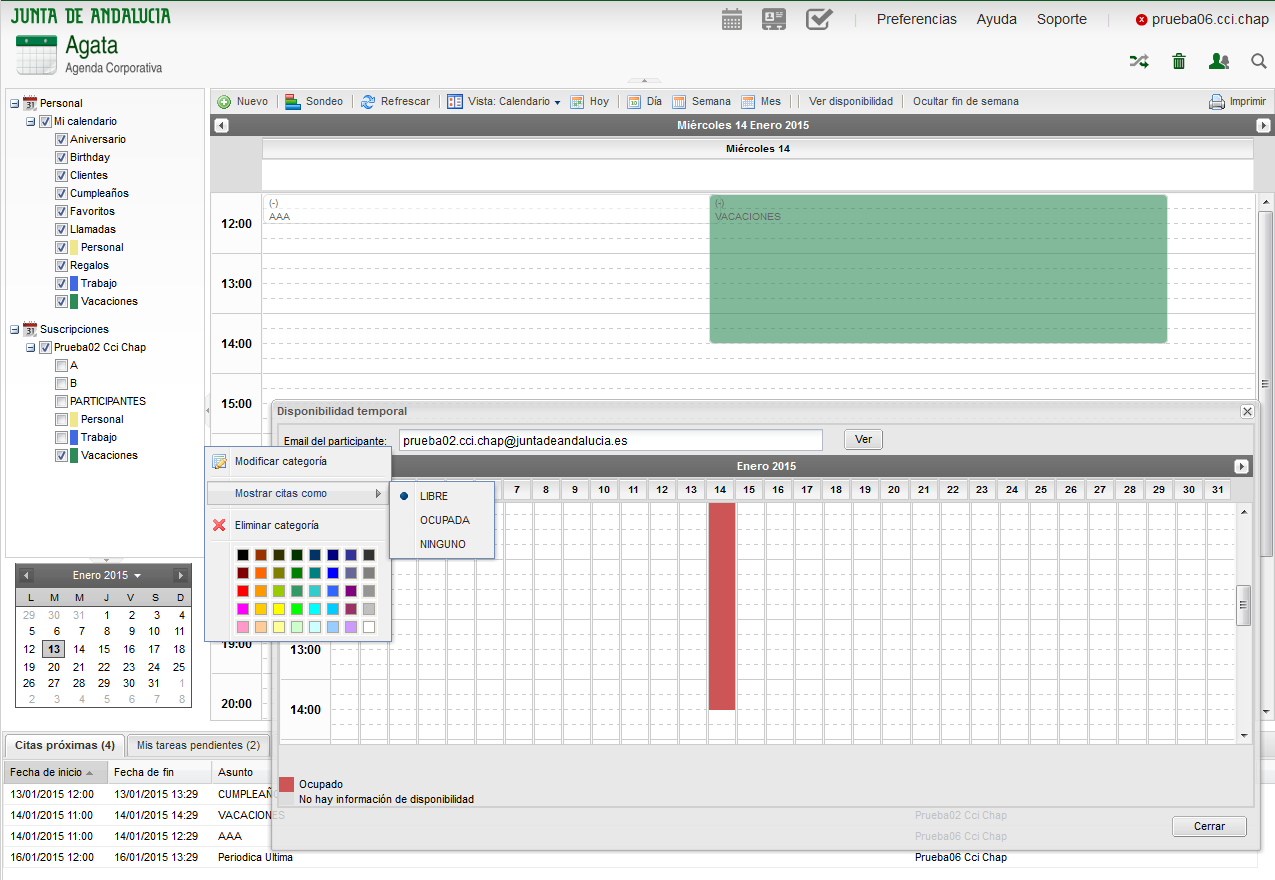 JUNTA DE ANDALUCIA
Agata
Agenda Corporativa
Preferencias
Ayuda
Soporte
prueba06.cci.chap
Personal
Mi calendario
Aniversario
Birthday
Clientes
Cumpleaños
Favoritos
Llamadas
Personal
Regalos
Trabajo
Vacaciones
Suscripciones
Prueba02 Cci Chap
A
B
PARTICIPANTES
Personal
Trabajo
Vacaciones
Nuevo
Sondeo
Refrescar
Vista: Calendario
Hoy
Día
Semana
Mes
Ver disponibilidad
Ocultar fin de semana
Imprimir
Miércoles 14 Enero 2015
Miércoles 14
(-)
AAA
(-)
VACACIONES
12:00
13:00
14:00
15:00
19:00
20:00
Disponibilidad temporal
Email del participante: prueba02.cci.chap@juntadeandalucia.es Ver
Enero 2015
7 8 9 10 11 12 13 14 15 16 17 18 19 20 21 22 23 24 25 26 27 28 29 30 31
13:00
14:00
Ocupado
No hay información de disponibilidad
Cerrar
Modificar categoría
Mostrar citas como
Eliminar categoría
LIBRE
OCUPADA
NINGUNO
Enero 2015
L M M J V S D
29 30 31 1 2 3 4
5 6 7 8 9 10 11
12 13 14 15 16 17 18
19 20 21 22 23 24 25
26 27 28 29 30 31 1
2 3 4 5 6 7 8
Citas próximas (4)
Mis tareas pendientes (2)
Fecha de inicio Fecha de fin Asunto
13/01/2015 12:00 13/01/2015 13:29 CUMPLEAÑ
14/01/2015 11:00 14/01/2015 14:29 VACACIONES Prueba02 Cci Chap
14/01/2015 11:00 14/01/2015 12:29 AAA Prueba06 Cci Chap
16/01/2015 12:00 16/01/2015 13:29 Periodica Ultima Prueba06 Cci Chap